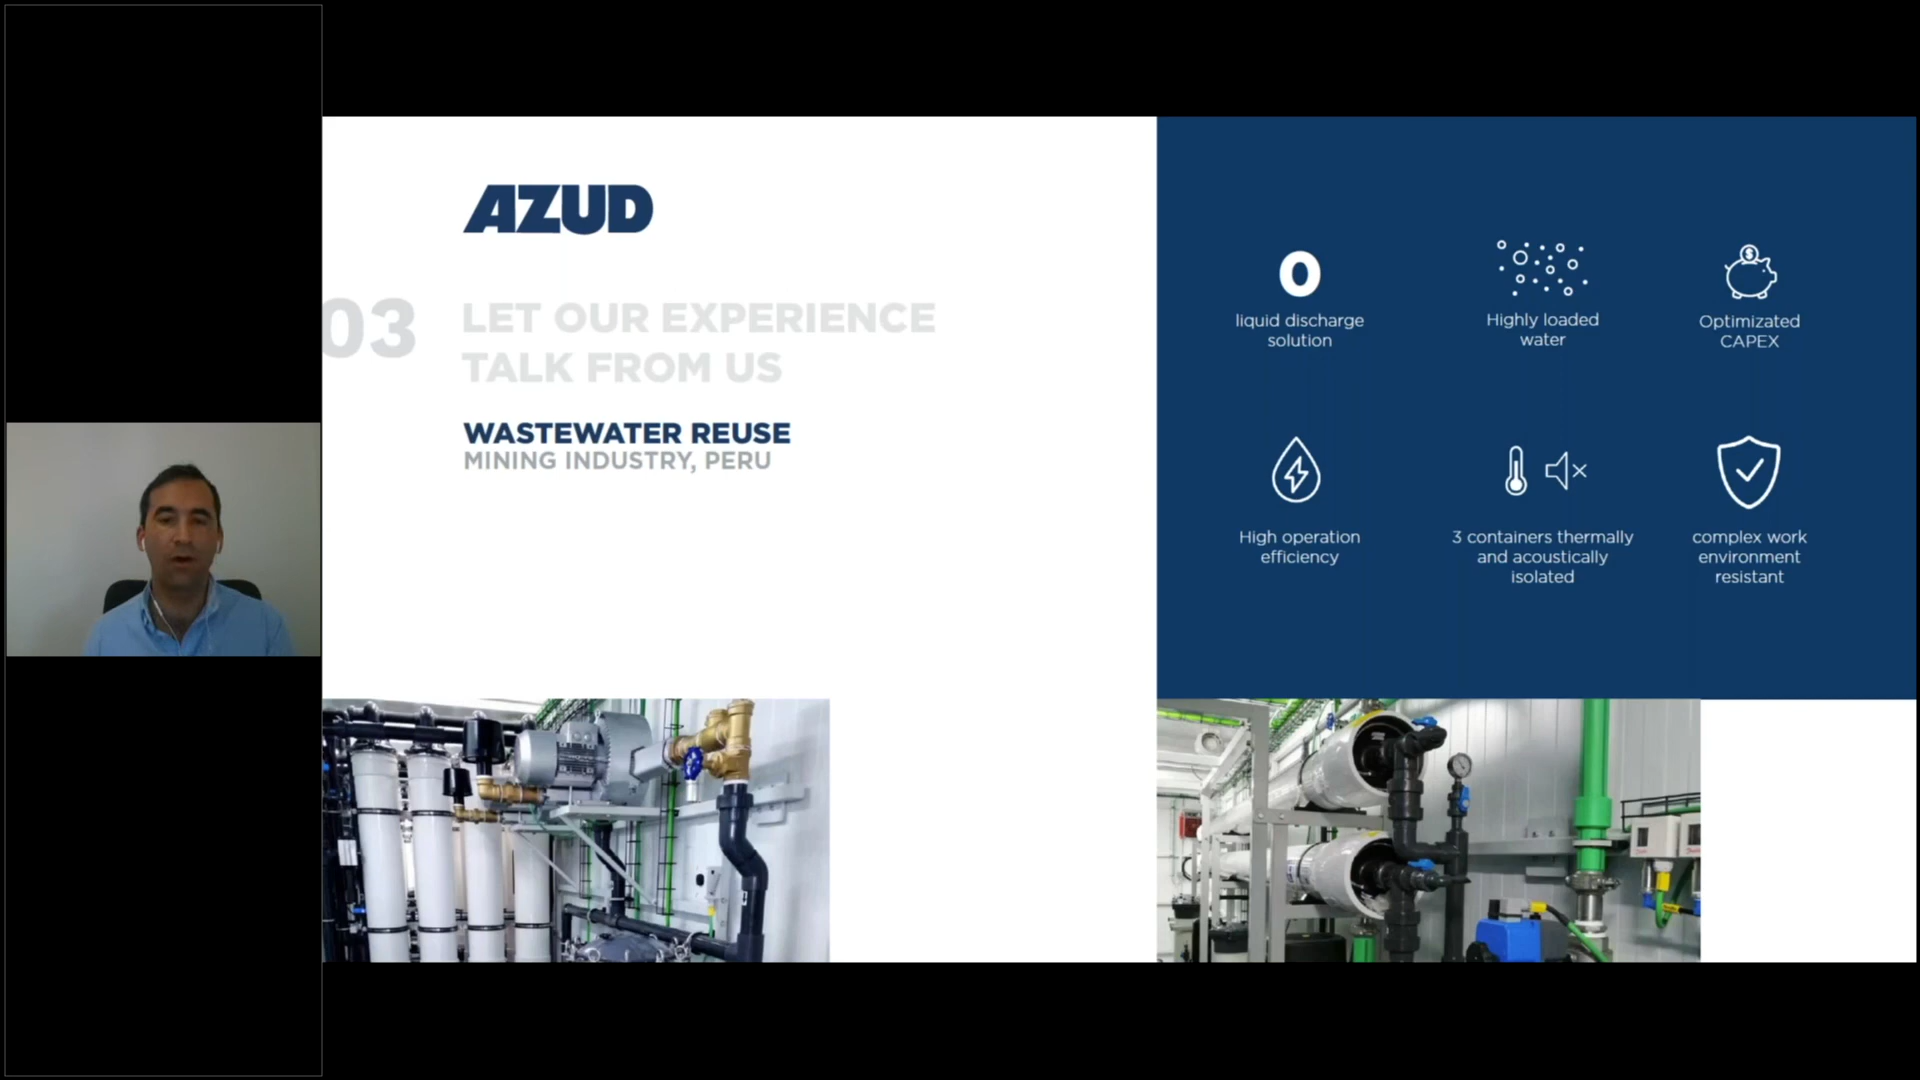 AZUD
03
LET OUR EXPERIENCE
TALK FROM US
WASTEWATER REUSE
MINING INDUSTRY, PERU
0
liquid discharge
solution
Highly loaded
water
$
Optimizated
CAPEX
High operation
efficiency
3 containers thermally
and acoustically
isolated
complex work
environment
resistant